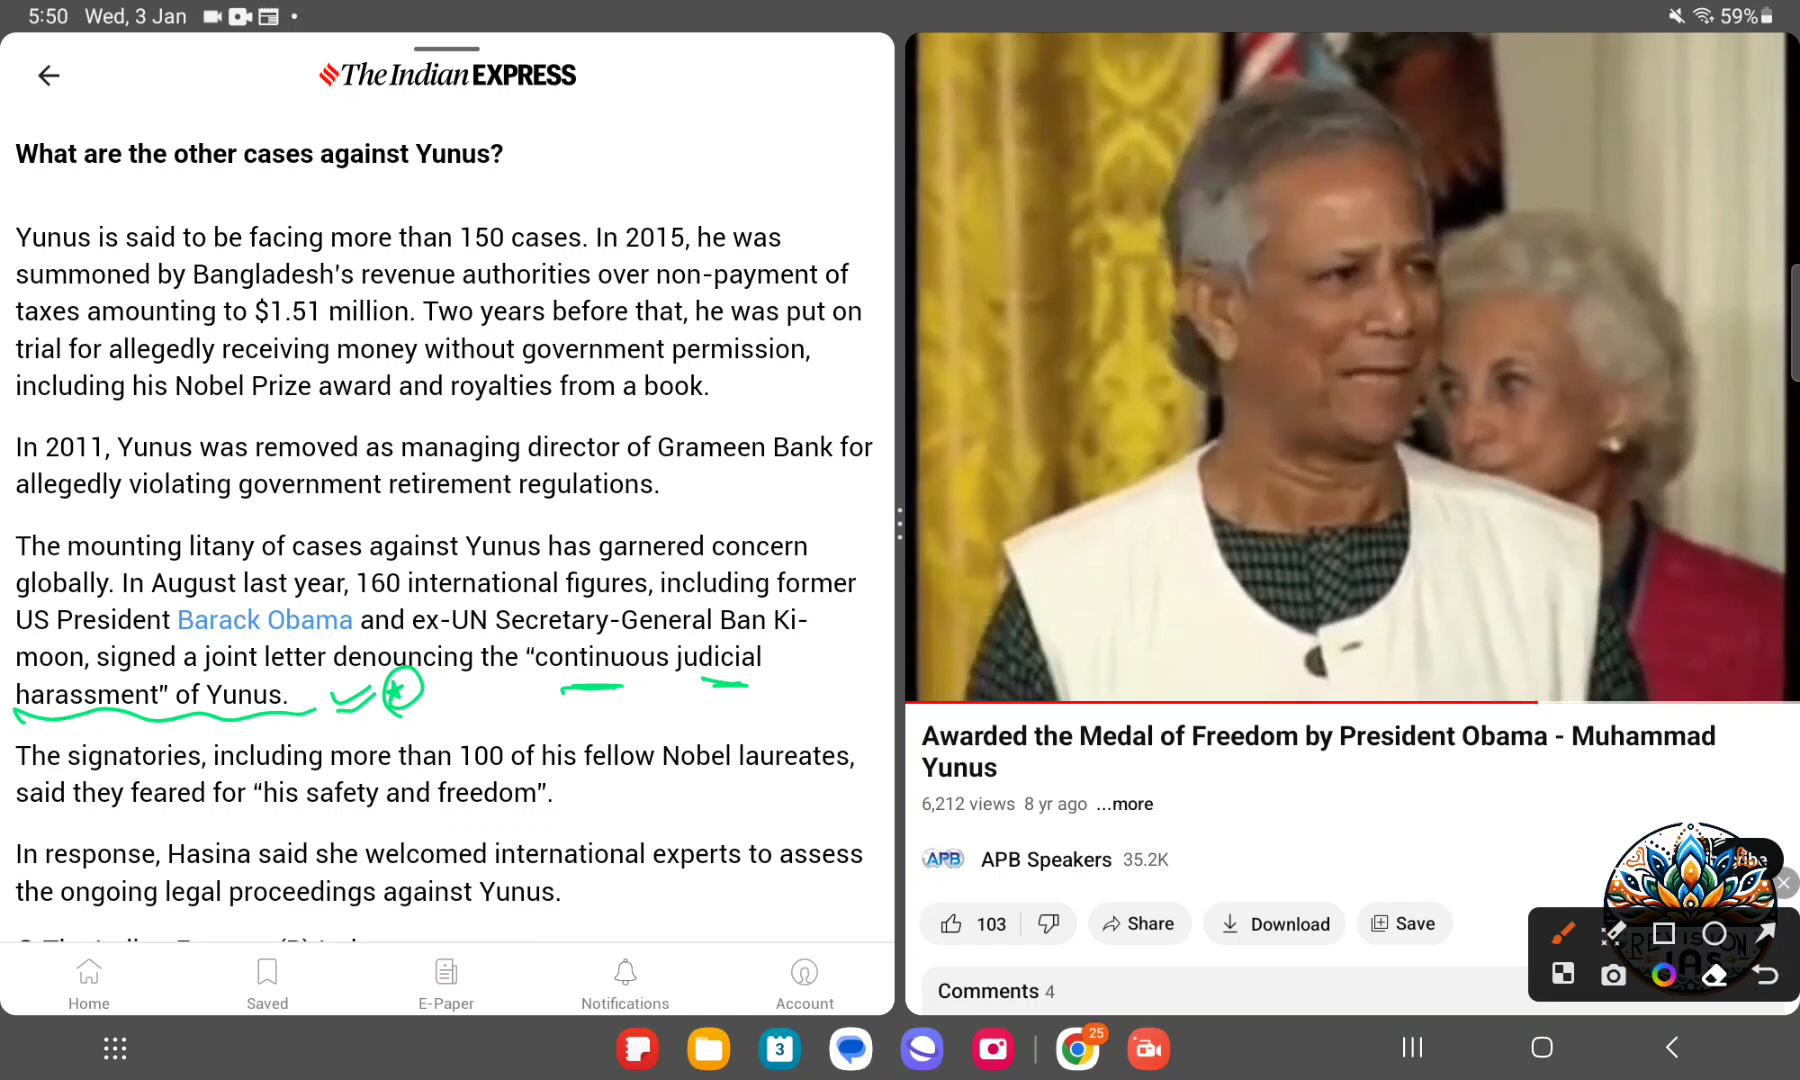 5:50 Wed, 3 Jan
59%
The Indian EXPRESS
What are the other cases against Yunus?
Yunus is said to be facing more than 150 cases. In 2015, he was
summoned by Bangladesh's revenue authorities over non-payment of
taxes amounting to $1.51 million. Two years before that, he was put on
trial for allegedly receiving money without government permission,
including his Nobel Prize award and royalties from a book.
In 2011, Yunus was removed as managing director of Grameen Bank for
allegedly violating government retirement regulations.
The mounting litany of cases against Yunus has garnered concern
globally. In August last year, 160 international figures, including former
US President Barack Obama and ex-UN Secretary-General Ban Ki-
moon, signed a joint letter denouncing the “continuous judicial
harassment” of Yunus.
The signatories, including more than 100 of his fellow Nobel laureates,
said they feared for “his safety and freedom”.
In response, Hasina said she welcomed international experts to assess
the ongoing legal proceedings against Yunus.
Home
Saved
E-Paper
Notifications
Account
Awarded the Medal of Freedom by President Obama - Muhammad
Yunus
6,212 views 8 yr ago ...more
APB
APB Speakers 35.2K
103
Share
Download
Save
REVISION
IAS
Comments 4
3
25